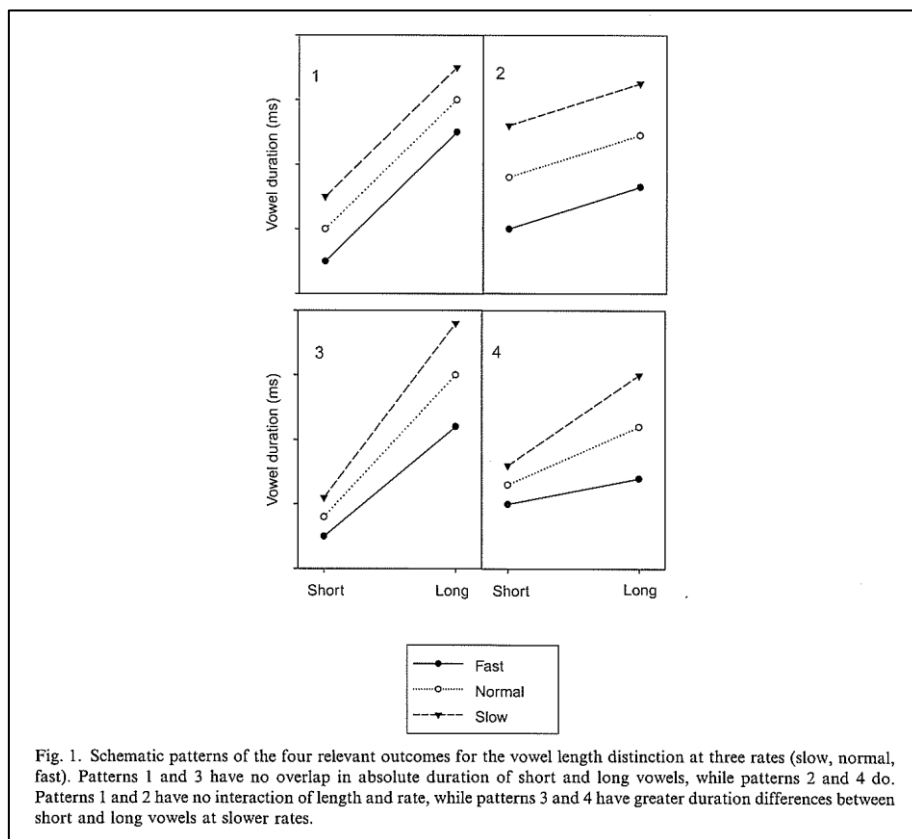 1
2
Vowel duration (ms)
3
4
Vowel duration (ms)
Short
Long
Short
Long
Fast
Normal
Slow
Fig. 1. Schematic patterns of the four relevant outcomes for the vowel length distinction at three rates (slow, normal,
fast). Patterns 1 and 3 have no overlap in absolute duration of short and long vowels, while patterns 2 and 4 do.
Patterns 1 and 2 have no interaction of length and rate, while patterns 3 and 4 have greater duration differences between
short and long vowels at slower rates.